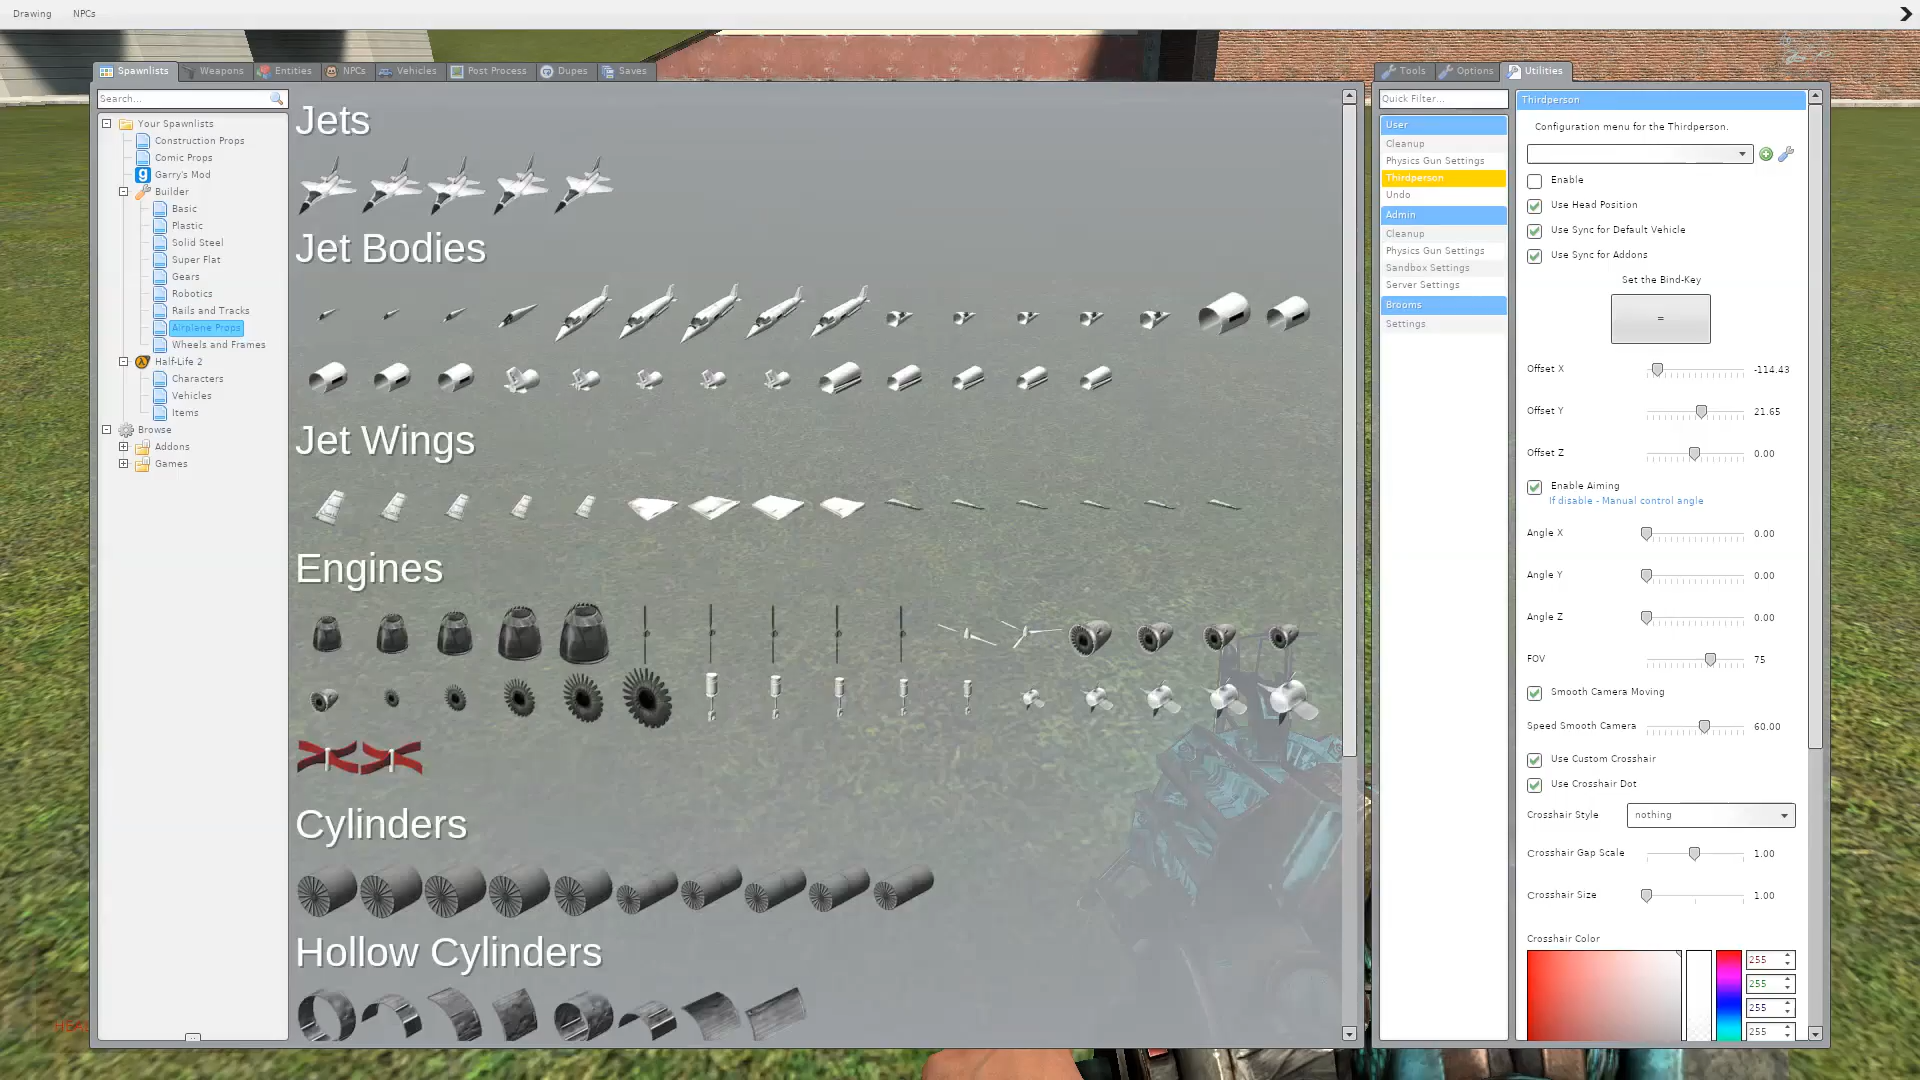 Drawing NPCs
Spawnlists Weapons Entities NPCs Vehicles Post Process Dupes Saves
Search...
Your Spawnlists
Construction Props
Comic Props
Garry's Mod
Builder
Basic
Plastic
Solid Steel
Super Flat
Gears
Robotics
Rails and Tracks
Airplane Props
Wheels and Frames
Half-Life 2
Characters
Vehicles
Items
Browse
Addons
Games
Jets
Jet Bodies
Jet Wings
Engines
Cylinders
Hollow Cylinders
Tools Options Utilities
Quick Filter...
User
Cleanup
Physics Gun Settings
Thirdperson
Undo
Admin
Cleanup
Physics Gun Settings
Sandbox Settings
Server Settings
Brooms
Settings
Thirdperson
Configuration menu for the Thirdperson.
Enable
Use Head Position
Use Sync for Default Vehicle
Use Sync for Addons
Set the Bind-Key
=
Offset X -114.43
Offset Y 21.65
Offset Z 0.00
Enable Aiming
If disable - Manual control angle
Angle X 0.00
Angle Y 0.00
Angle Z 0.00
FOV 75
Smooth Camera Moving
Speed Smooth Camera 60.00
Use Custom Crosshair
Use Crosshair Dot
Crosshair Style nothing
Crosshair Gap Scale 1.00
Crosshair Size 1.00
Crosshair Color
255
255
255
255